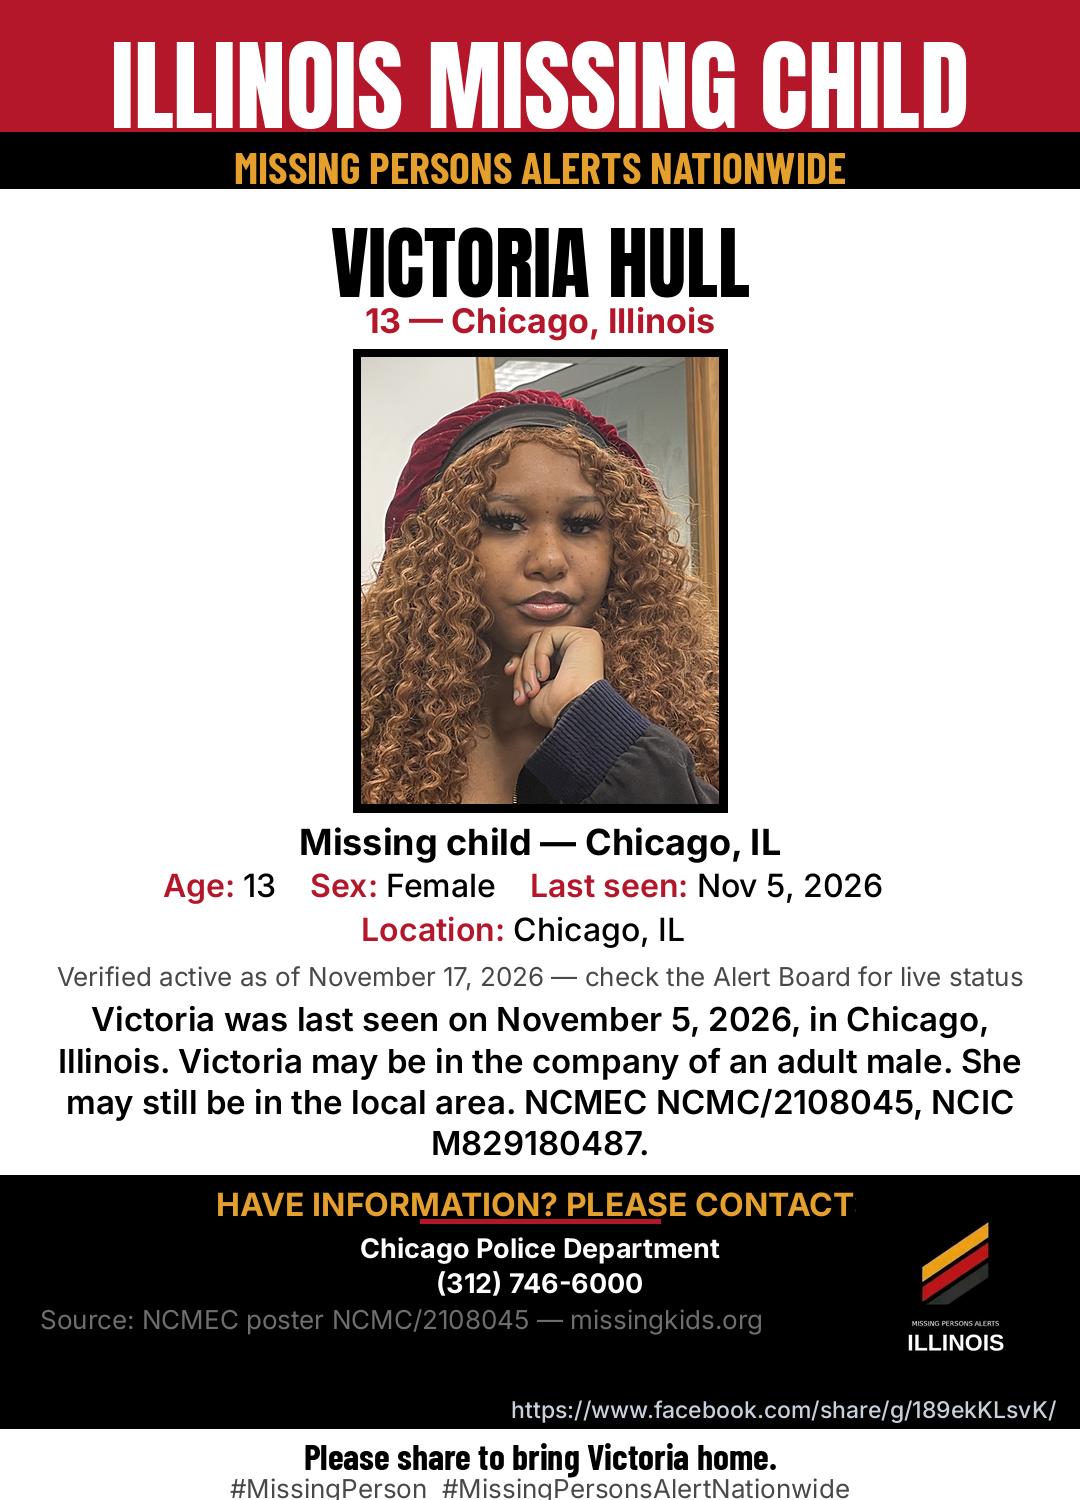 ILLINOIS MISSING CHILD
MISSING PERSONS ALERTS NATIONWIDE
VICTORIA HULL
13 — Chicago, Illinois
Missing child — Chicago, IL
Age: 13 Sex: Female Last seen: Nov 5, 2026
Location: Chicago, IL
Verified active as of November 17, 2026 — check the Alert Board for live status
Victoria was last seen on November 5, 2026, in Chicago,
Illinois. Victoria may be in the company of an adult male. She
may still be in the local area. NCMEC NCMC/2108045, NCIC
M829180487.
HAVE INFORMATION? PLEASE CONTACT:
Chicago Police Department
(312) 746-6000
Source: NCMEC poster NCMC/2108045 — missingkids.org
MISSING PERSONS ALERTS
ILLINOIS
https://www.facebook.com/share/g/189ekKLsvK/
Please share to bring Victoria home.
#MissingPerson #MissingPersonsAlertNationwide